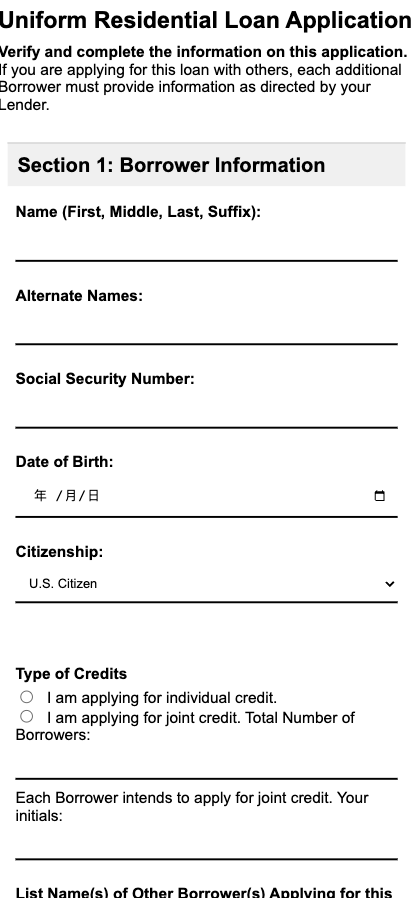 Uniform Residential Loan Application
Verify and complete the information on this application.
If you are applying for this loan with others, each additional
Borrower must provide information as directed by your
Lender.
Section 1: Borrower Information
Name (First, Middle, Last, Suffix):
Alternate Names:
Social Security Number:
Date of Birth:
年 /月/日
Citizenship:
U.S. Citizen
Type of Credits
I am applying for individual credit.
I am applying for joint credit. Total Number of
Borrowers:
Each Borrower intends to apply for joint credit. Your
initials:
List Name(s) of Other Borrower(s) Applying for this